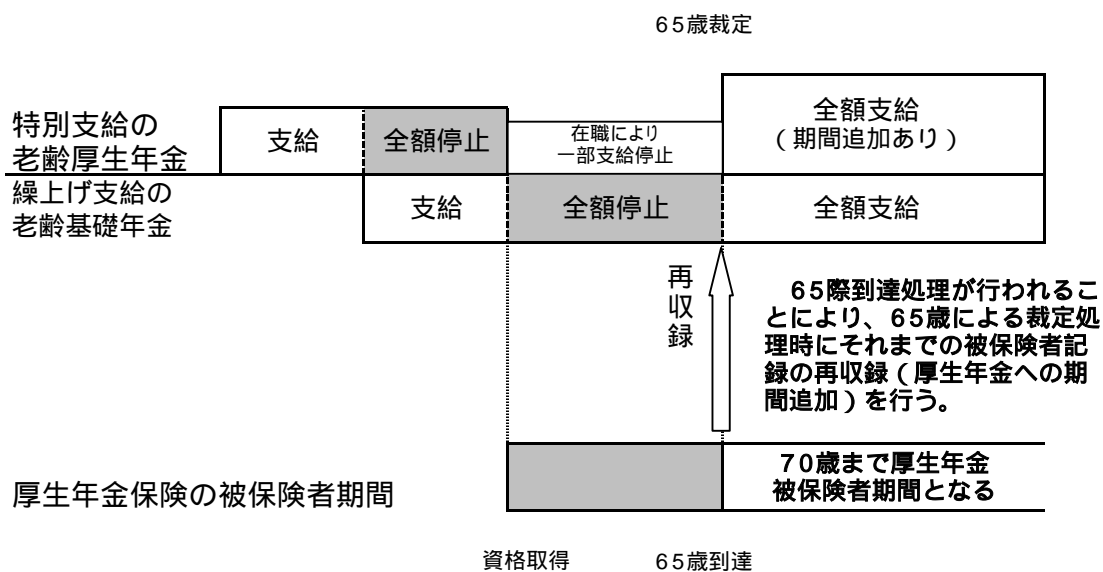 65歳裁定
特別支給の
老齢厚生年金
支給
全額停止
在職により
一部支給停止
全額支給
(期間追加あり)
繰上げ支給の
老齢基礎年金
支給
全額停止
全額支給
再収録
65際到達処理が行われるこ
とにより、65歳による裁定処
理時にそれまでの被保険者記
録の再収録(厚生年金への期
間追加)を行う。
厚生年金保険の被保険者期間
70歳まで厚生年金
被保険者期間となる
資格取得
65歳到達